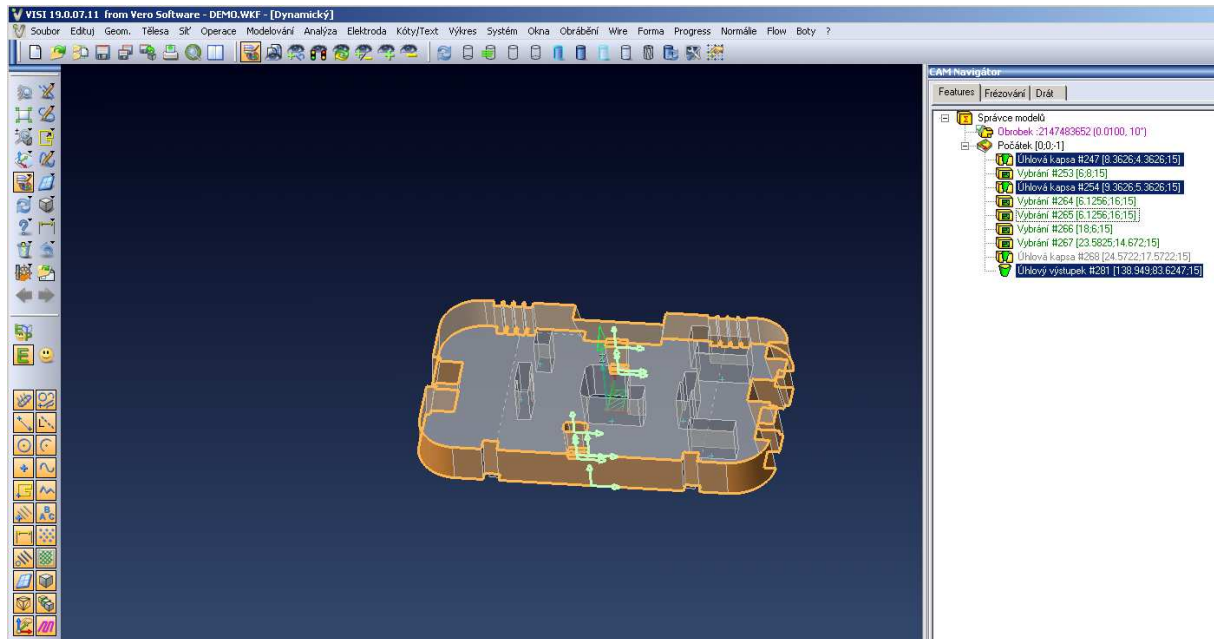 VISI 19.0.07.11 from Vero Software - DEMO.WKF - [Dynamický]
Soubor Edituj Geom. Tělesa Síť Operace Modelování Analýza Elektroda Kóty/Text Výkres Systém Okna Obrábění Wire Forma Progress Normálie Flow Boty ?
CAM Navigátor
Features Frézování Drát
Správce modelů
Obrobek :2147483652 (0.0100, 10°)
Počátek [0;0;-1]
Úhlová kapsa #247 [8.3626;4.3626;15]
Vybrání #253 [6;8;15]
Úhlová kapsa #254 [9.3626;5.3626;15]
Vybrání #264 [6.1256;16;15]
Vybrání #265 [6.1256;16;15]
Vybrání #266 [18;6;15]
Vybrání #267 [23.5825;14.672;15]
Úhlová kapsa #268 [24.5722;17.5722;15]
Úhlový výstupek #281 [138.949;83.6247;15]
E